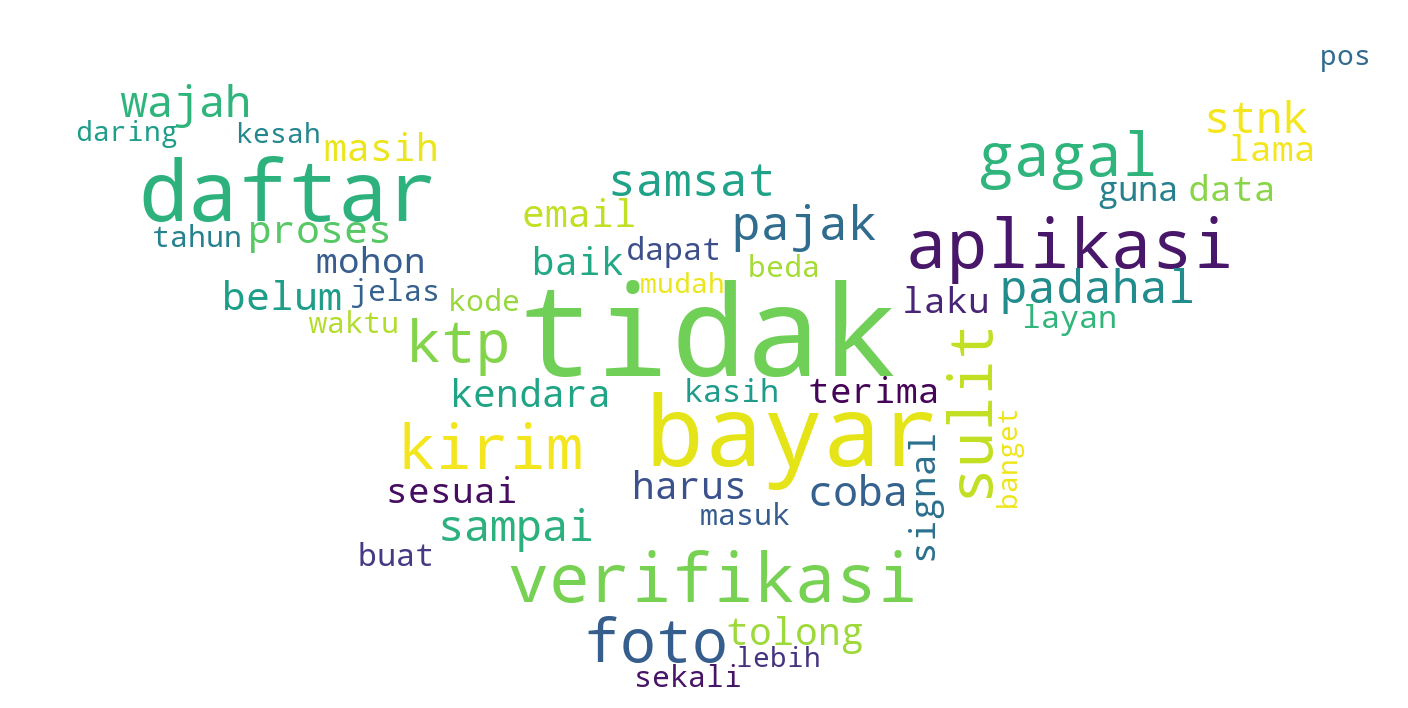 pos
wajah
stnk
daring
kesah
masih
gagal
lama
daftar
samsat
guna
data
email
pajak
tahun
proses
mohon
baik
dapat
beda
aplikasi
belum
jelas
kode
mudah
laku
padahal
waktu
ktp
tidak
layan
sulit
kendara
kasih
terima
kirim
bayar
banget
sesuai
harus
coba
signal
sampai
masuk
buat
verifikasi
foto
tolong
lebih
sekali